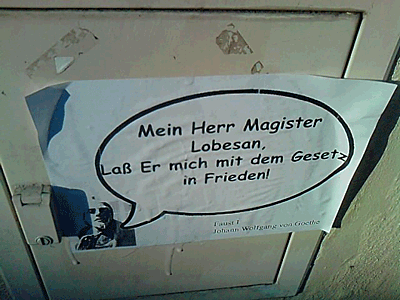 Mein Herr Magister
Lobesan,
Laß Er mich mit dem Gesetz
in Frieden!
Faust I
Johann Wolfgang von Goethe